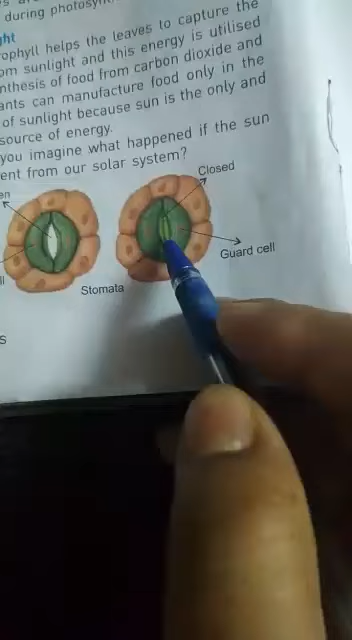 during photosyn
ght
rophyll helps the leaves to capture the
om sunlight and this energy is utilised
nthesis of food from carbon dioxide and
ants can manufacture food only in the
of sunlight because sun is the only and
source of energy.
you imagine what happened if the sun
ent from our solar system?
en
Closed
Guard cell
ll
Stomata
s